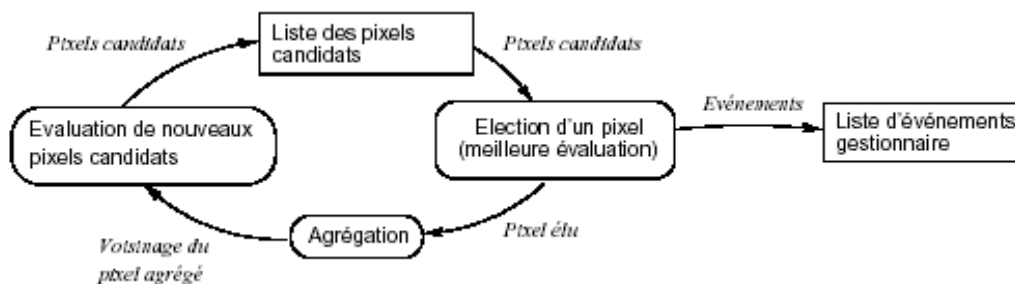 Pixels candidats
Liste des pixels
candidats
Pixels candidats
Evaluation de nouveaux
pixels candidats
Election d'un pixel
(meilleure évaluation)
Evénements
Liste d'événements
gestionnaire
Agrégation
Pixel élu
Voisinage du
pixel agrégé